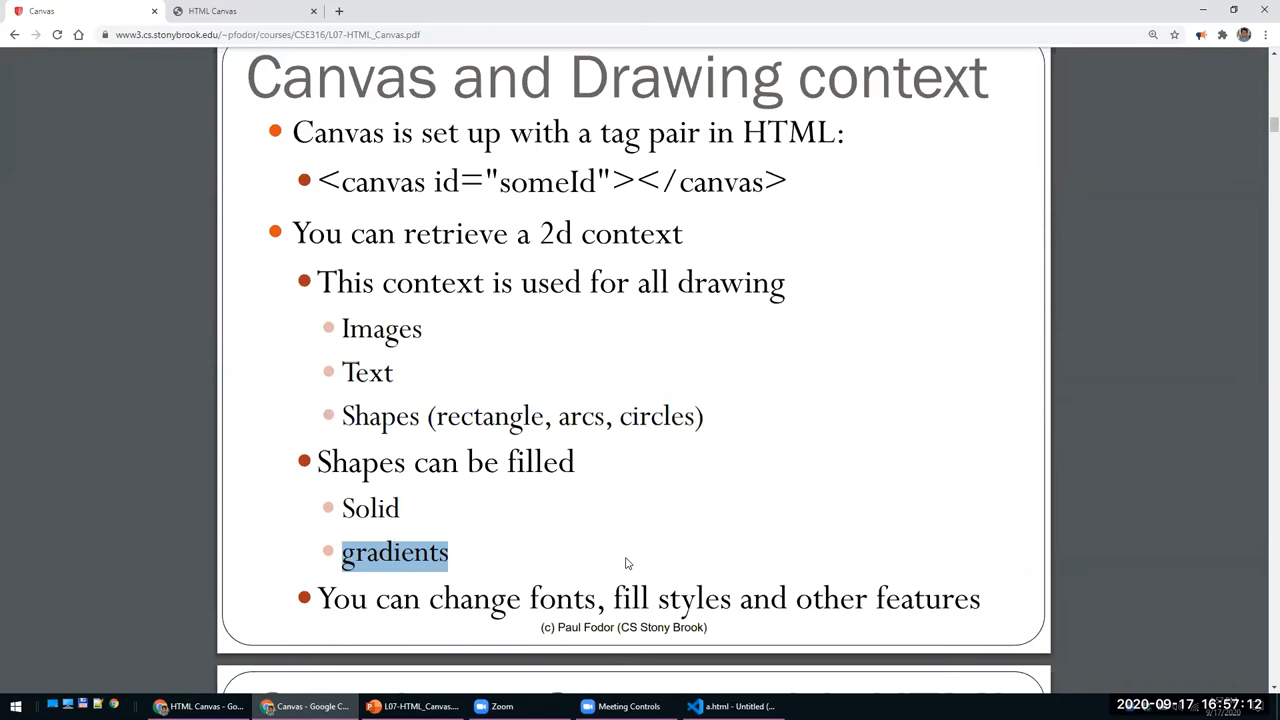 Canvas
HTML Canvas
www3.cs.stonybrook.edu/~pfodor/courses/CSE316/L07-HTML_Canvas.pdf
Canvas and Drawing context
Canvas is set up with a tag pair in HTML:
<canvas id="someId"></canvas>
You can retrieve a 2d context
This context is used for all drawing
Images
Text
Shapes (rectangle, arcs, circles)
Shapes can be filled
Solid
gradients
You can change fonts, fill styles and other features
(c) Paul Fodor (CS Stony Brook)
HTML Canvas - Go...
Canvas - Google C...
L07-HTML_Canvas....
Zoom
Meeting Controls
a.html - Untitled (...
2020-09-17 16:57:12
9/17/2020